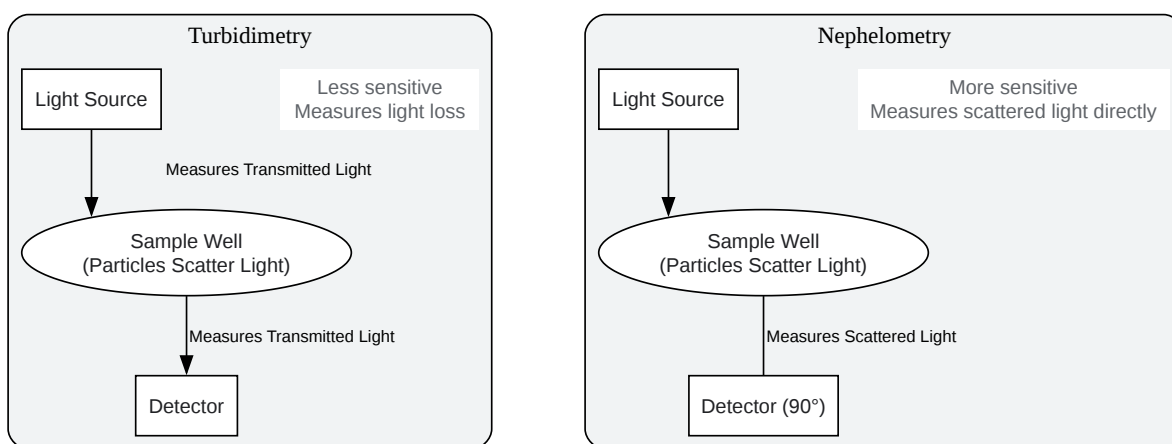 Turbidimetry
Light Source
Less sensitive
Measures light loss
Measures Transmitted Light
Sample Well
(Particles Scatter Light)
Measures Transmitted Light
Detector
Nephelometry
Light Source
More sensitive
Measures scattered light directly
Sample Well
(Particles Scatter Light)
Measures Scattered Light
Detector (90°)